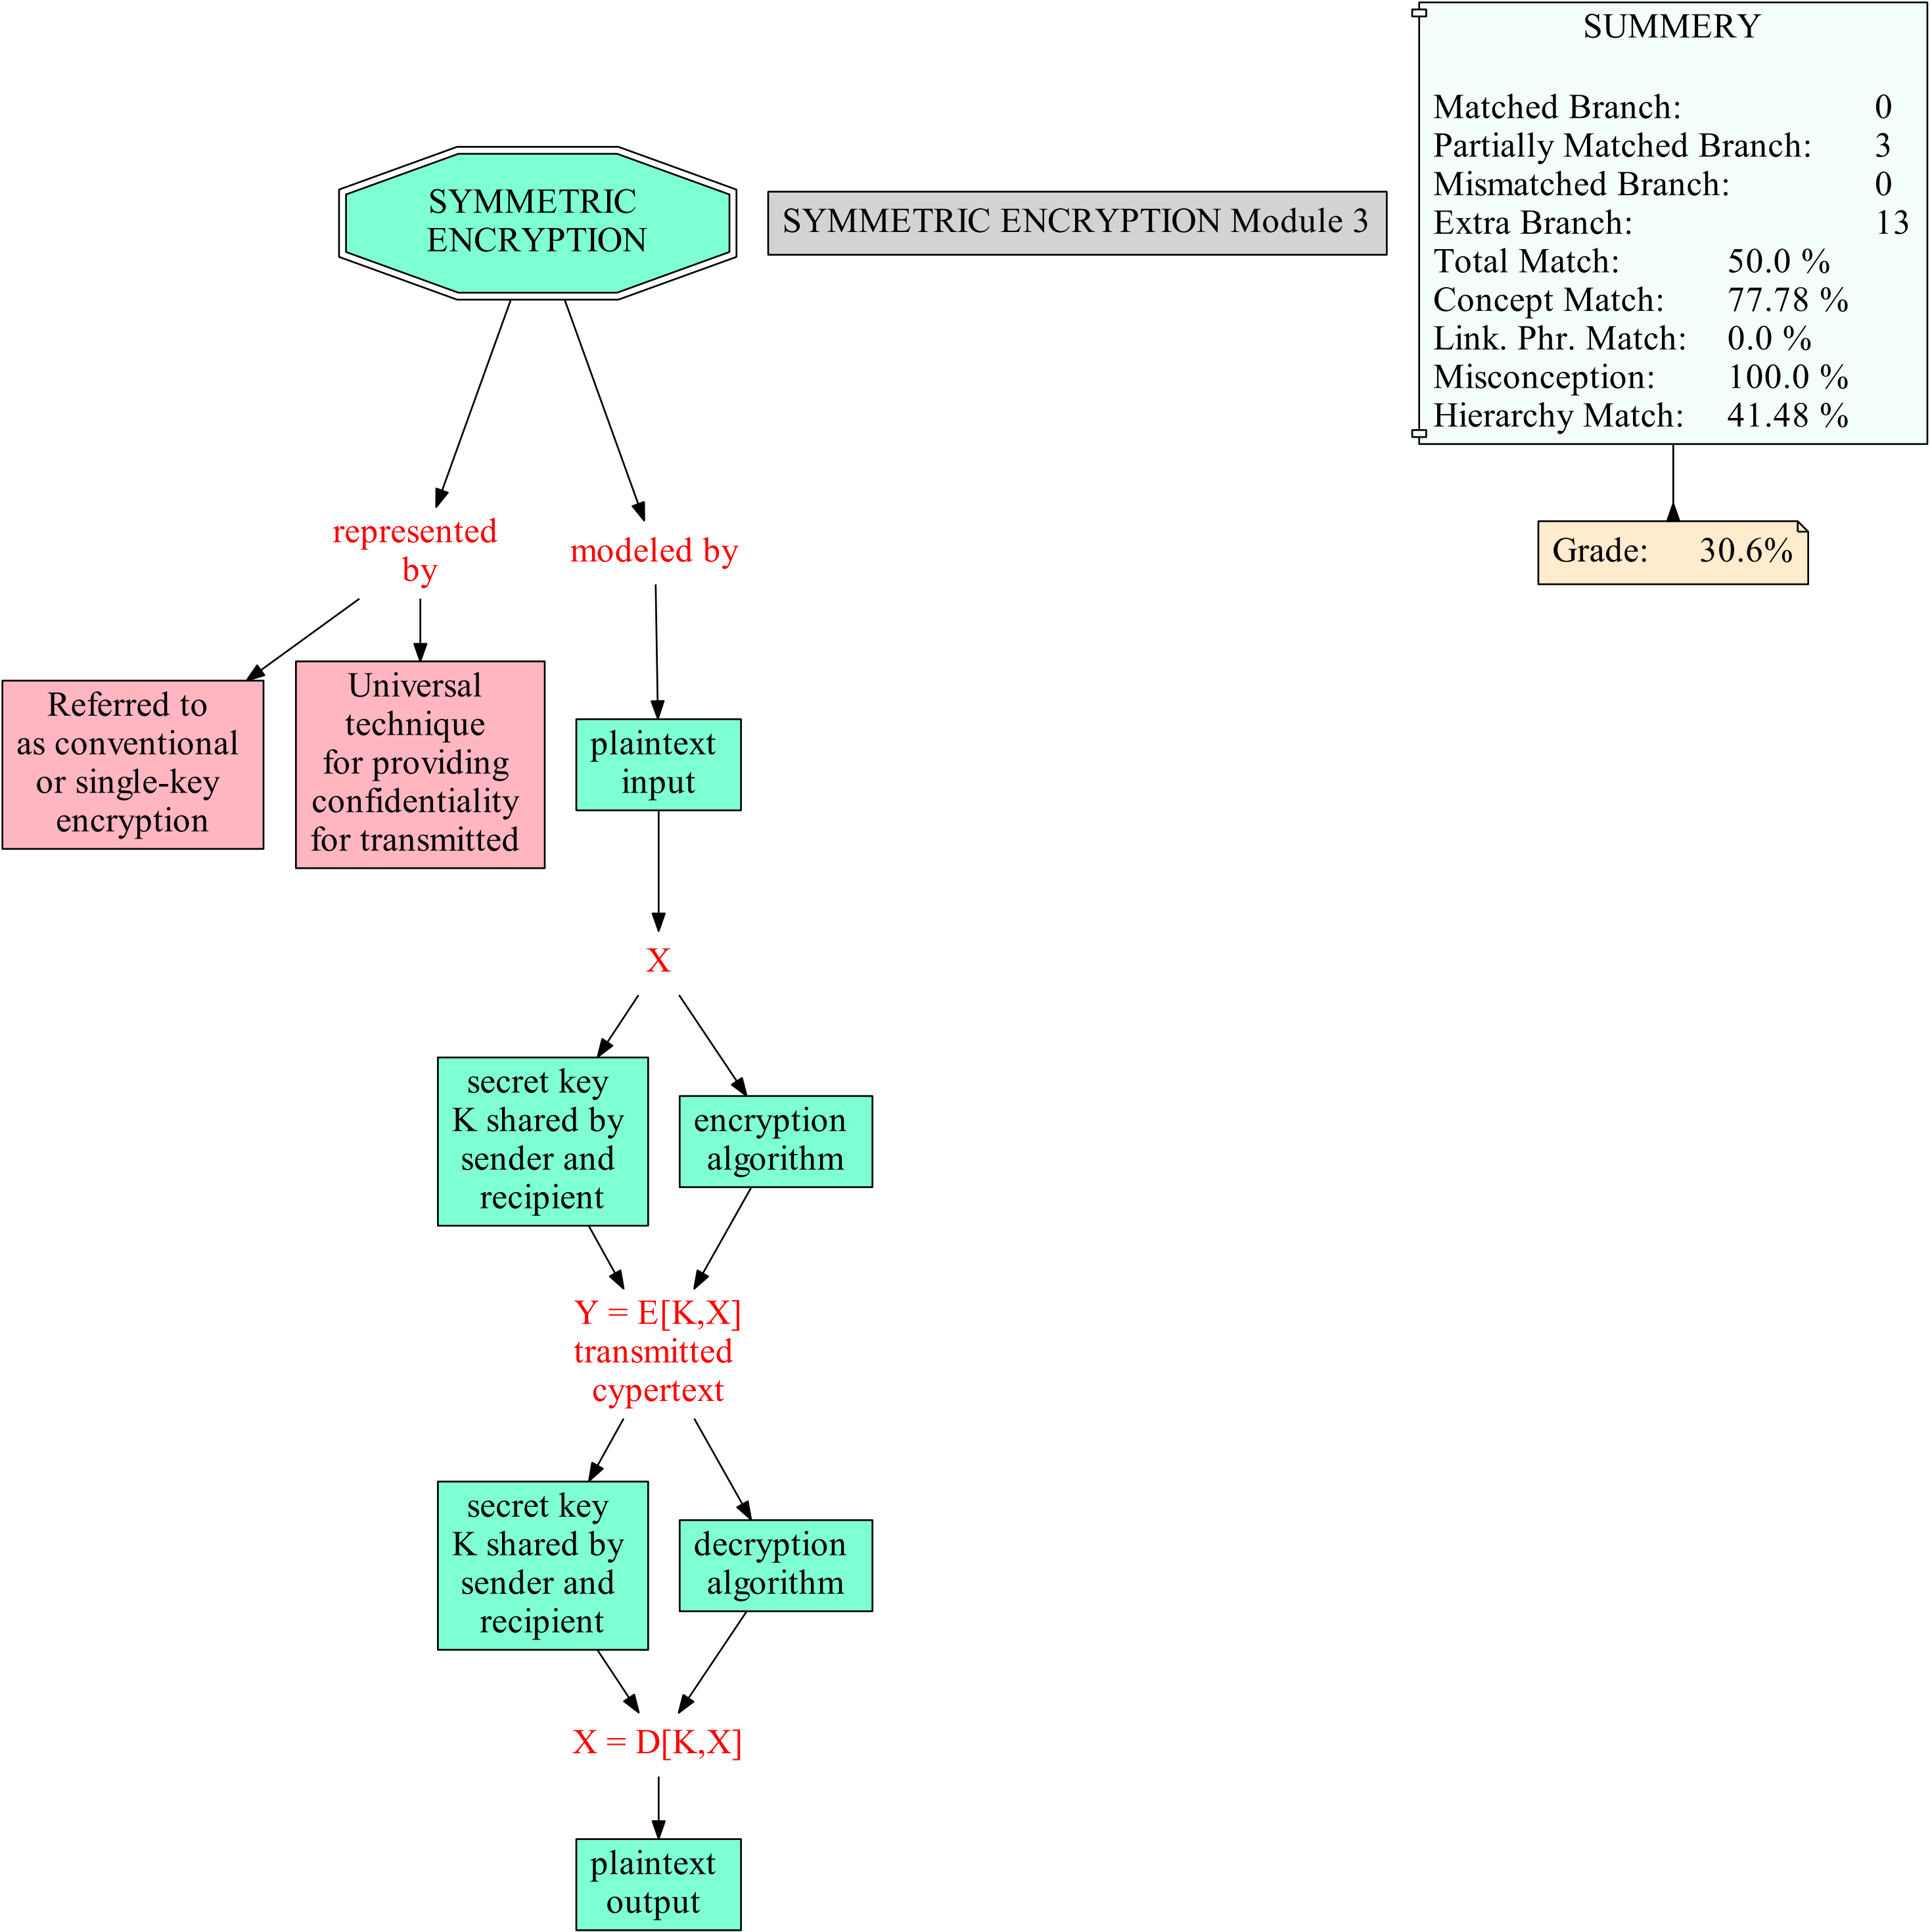 SUMMERY
Matched Branch: 0
Partially Matched Branch: 3
Mismatched Branch: 0
Extra Branch: 13
Total Match: 50.0 %
Concept Match: 77.78 %
Link. Phr. Match: 0.0 %
Misconception: 100.0 %
Hierarchy Match: 41.48 %
Grade: 30.6%
SYMMETRIC ENCRYPTION Module 3
SYMMETRIC
ENCRYPTION
represented
by
modeled by
Referred to
as conventional
or single-key
encryption
Universal
technique
for providing
confidentiality
for transmitted
plaintext
input
X
secret key
K shared by
sender and
recipient
encryption
algorithm
Y = E[K,X]
transmitted
cypertext
secret key
K shared by
sender and
recipient
decryption
algorithm
X = D[K,X]
plaintext
output